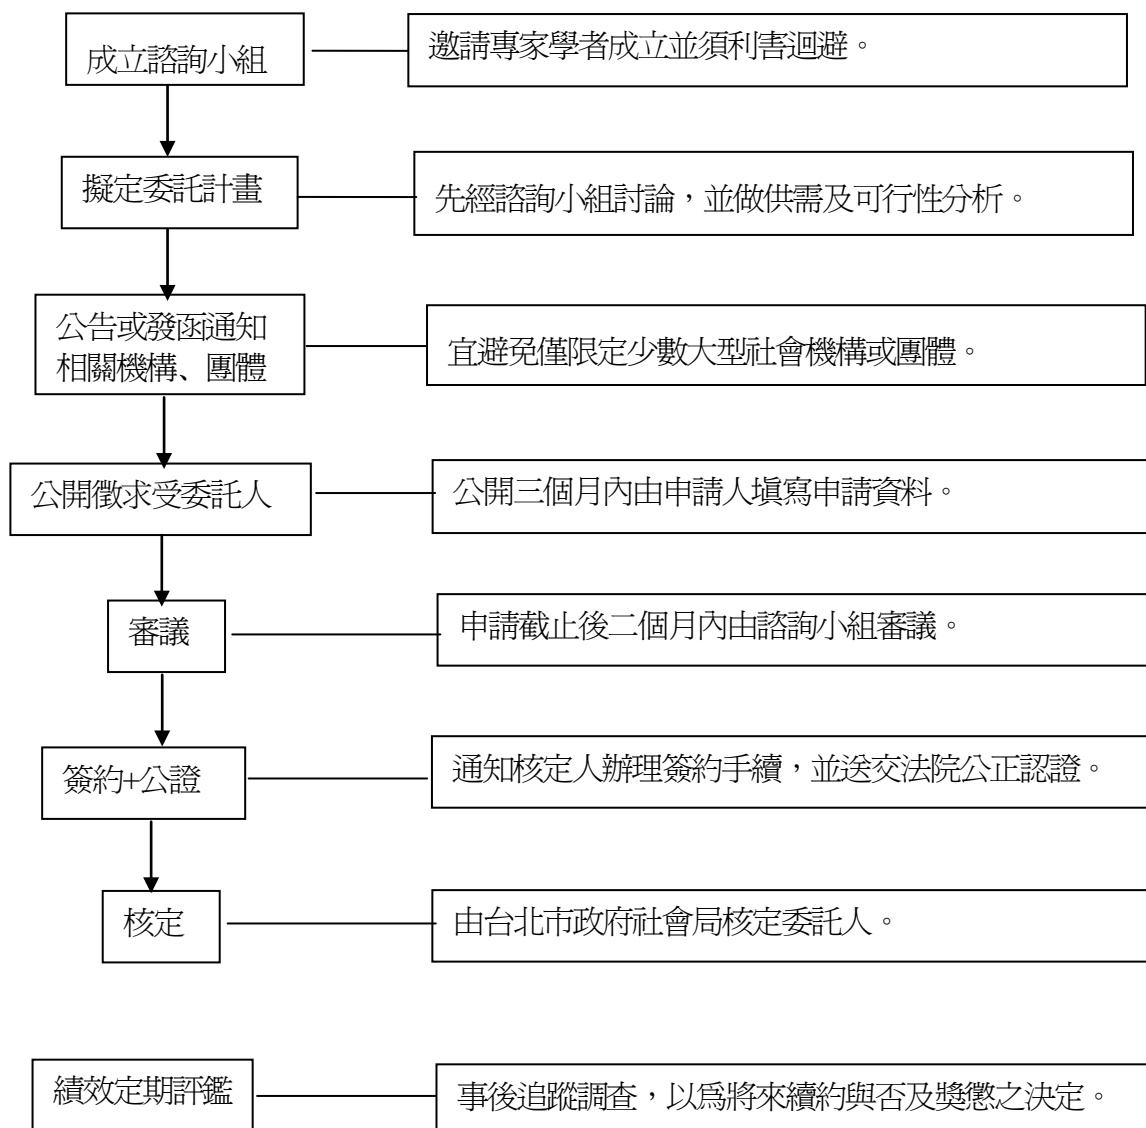 成立諮詢小組
邀請專家學者成立並須利害迴避。
擬定委託計畫
先經諮詢小組討論，並做供需及可行性分析。
公告或發函通知
相關機構、團體
宜避免僅限定少數大型社會機構或團體。
公開徵求受委託人
公開三個月內由申請人填寫申請資料。
審議
申請截止後二個月內由諮詢小組審議。
簽約+公證
通知核定人辦理簽約手續，並送交法院公正認證。
核定
由台北市政府社會局核定委託人。
績效定期評鑑
事後追蹤調查，以為將來續約與否及獎懲之決定。